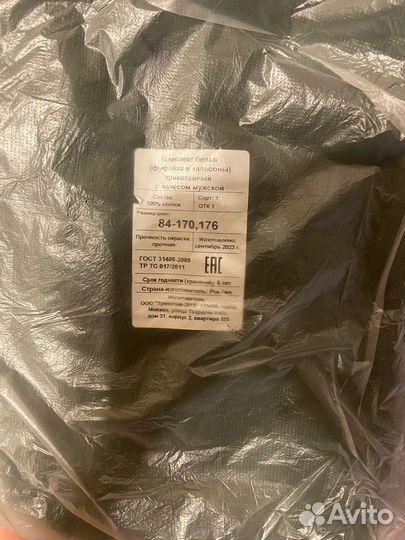 Комплект белья
(фуфайка и кальсоны)
трикотажный
с начесом мужской
Состав: Сорт: 1
100% хлопок ОТК 1
Размер-рост:
84-170,176
Прочность окраски: Изготовлено:
прочная сентябрь 2023 г.
ГОСТ 31408-2009
ТР ТС 017/2011 ЕАС
Срок годности (хранения): 5 лет
Страна-изготовитель: Россия
Изготовитель:
ООО
Москва, улица
дом 31, корпус 2, квартира
Avito